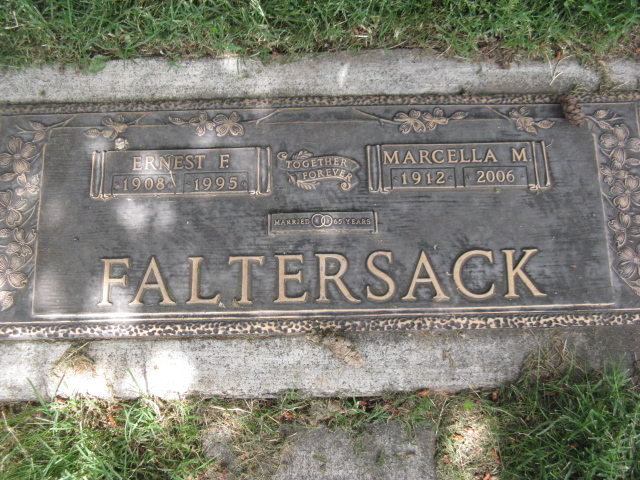 ERNEST F.
1908 1995
TOGETHER
FOREVER
MARCELLA M.
1912 2006
MARRIED 65 YEARS
FALTERSACK